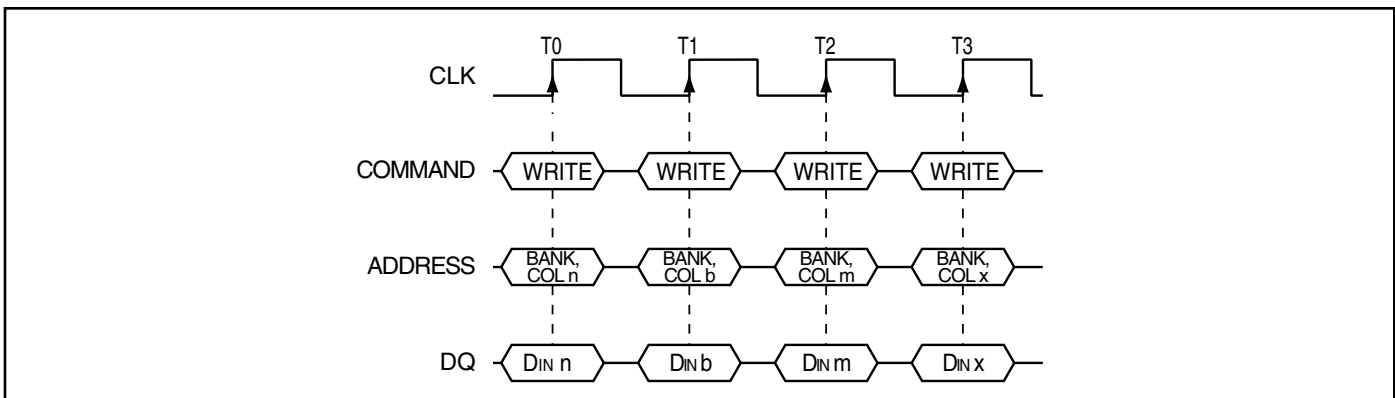 T0 T1 T2 T3
CLK
COMMAND WRITE WRITE WRITE WRITE
ADDRESS BANK, COL n BANK, COL b BANK, COL m BANK, COL x
DQ DIN n DIN b DIN m DIN x